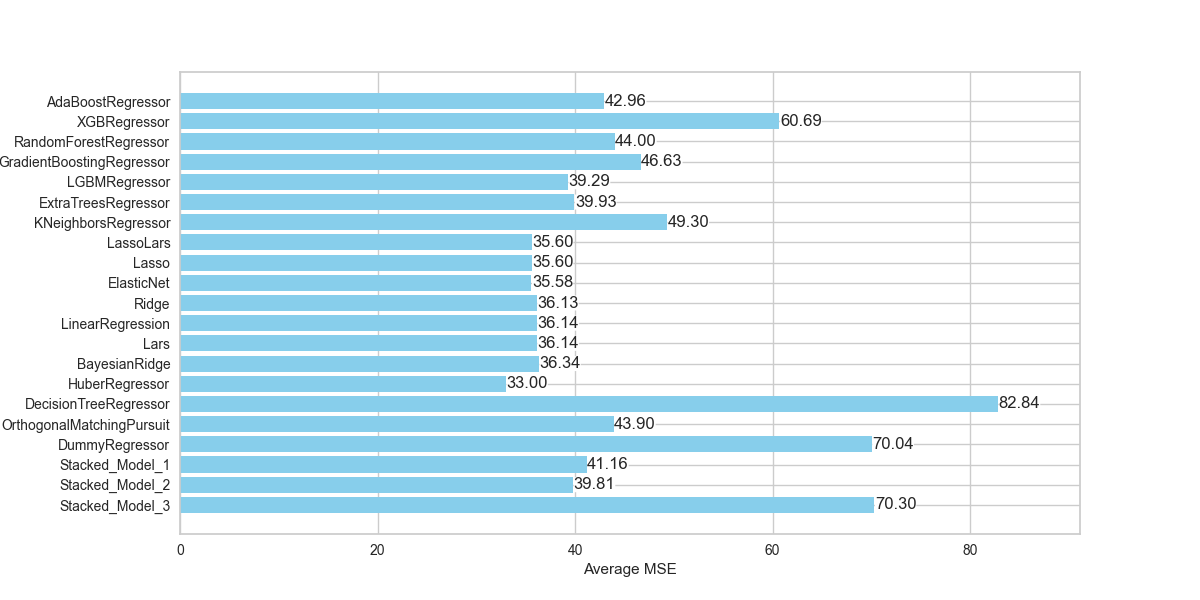 AdaBoostRegressor 42.96
XGBRegressor 60.69
RandomForestRegressor 44.00
GradientBoostingRegressor 46.63
LGBMRegressor 39.29
ExtraTreesRegressor 39.93
KNeighborsRegressor 49.30
LassoLars 35.60
Lasso 35.60
ElasticNet 35.58
Ridge 36.13
LinearRegression 36.14
Lars 36.14
BayesianRidge 36.34
HuberRegressor 33.00
DecisionTreeRegressor 82.84
OrthogonalMatchingPursuit 43.90
DummyRegressor 70.04
Stacked_Model_1 41.16
Stacked_Model_2 39.81
Stacked_Model_3 70.30
0 20 40 60 80
Average MSE